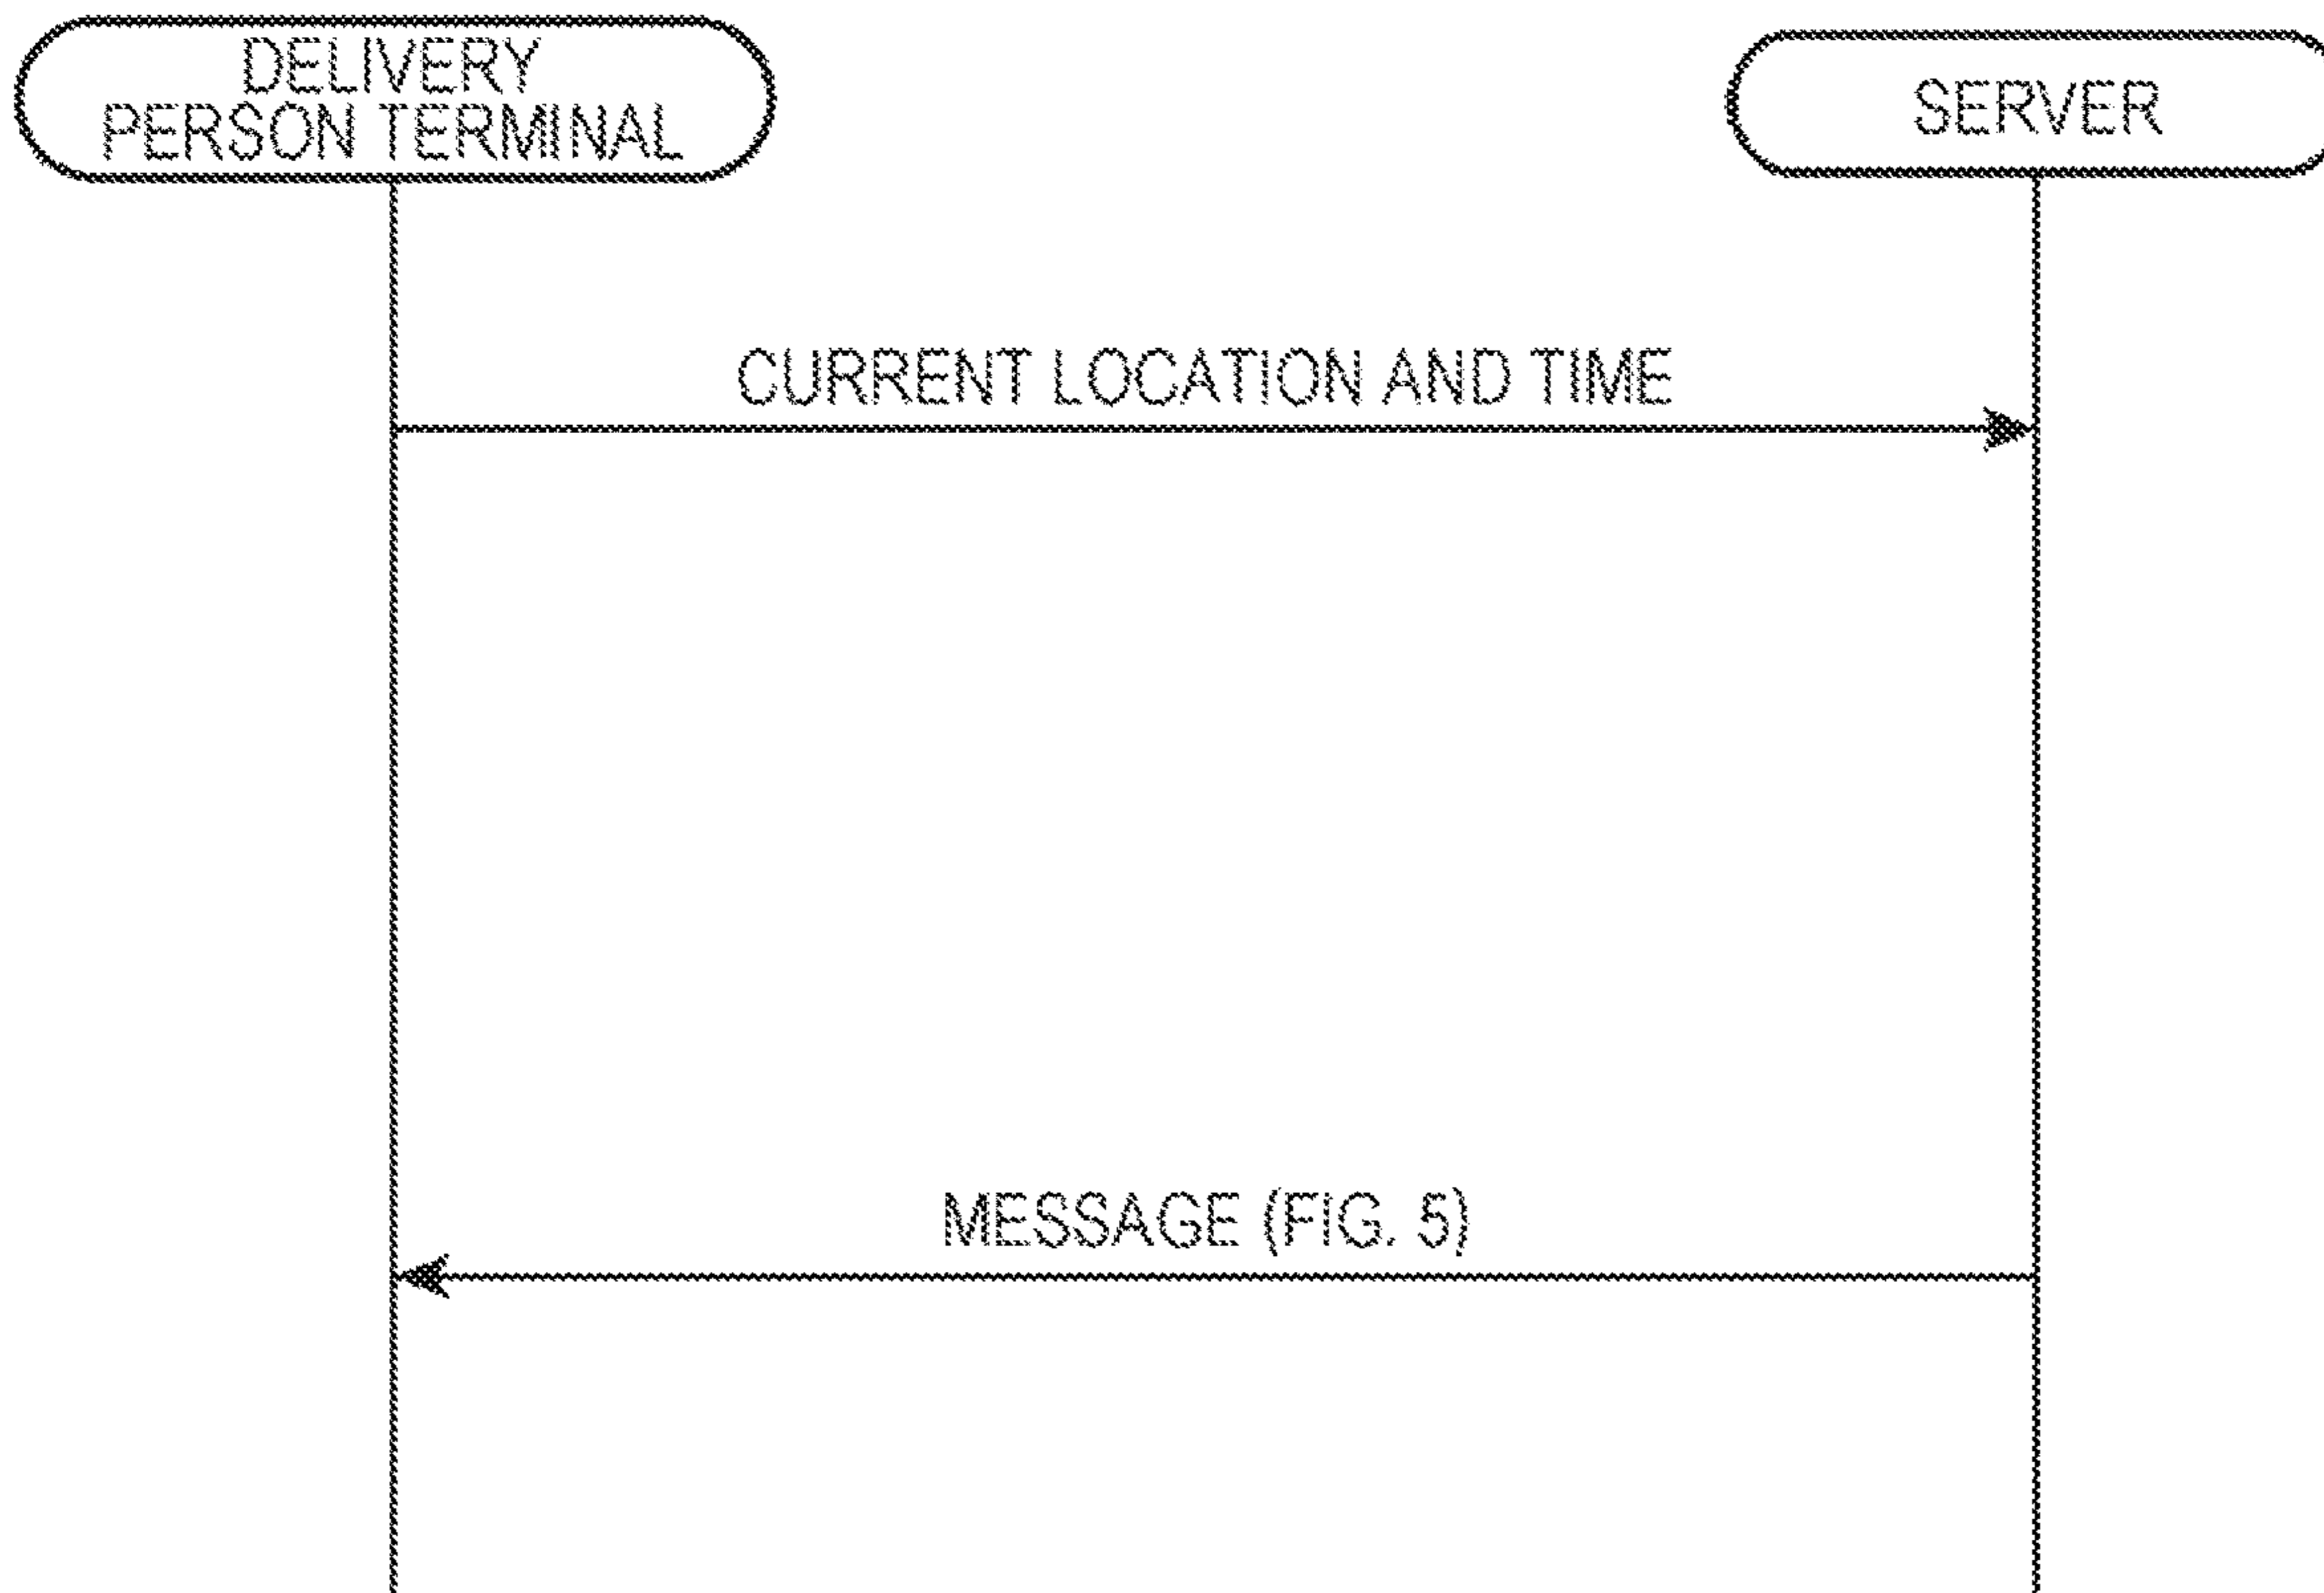 DELIVERY
PERSON TERMINAL
SERVER
CURRENT LOCATION AND TIME
MESSAGE (FIG. 5)